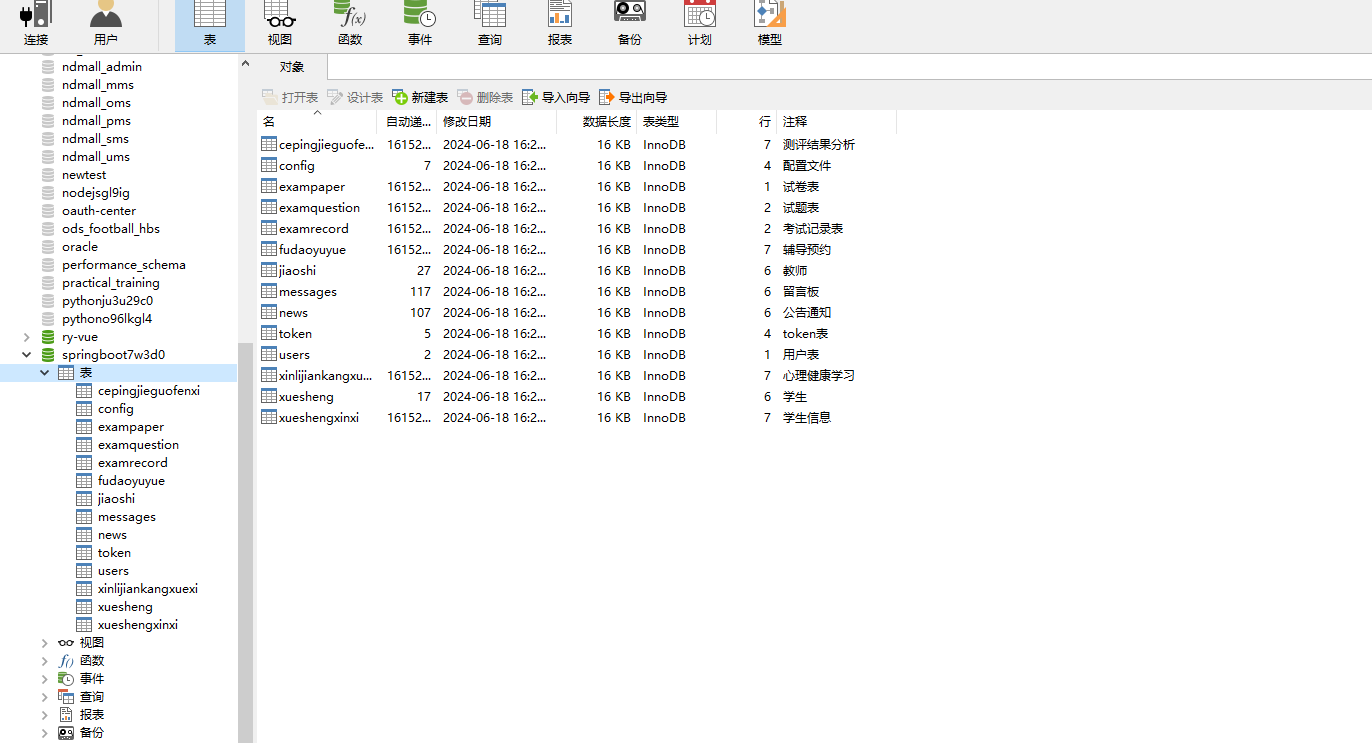 连接 用户 表 视图 函数 事件 查询 报表 备份 计划 模型
ndmall_admin
ndmall_mms
ndmall_oms
ndmall_pms
ndmall_sms
ndmall_ums
newtest
nodejsgl9ig
oauth-center
ods_football_hbs
oracle
performance_schema
practical_training
pythonju3u29c0
pythono96lkgl4
ry-vue
springboot7w3d0
表
cepingjieguofenxi
config
exampaper
examquestion
examrecord
fudaoyuyue
jiaoshi
messages
news
token
users
xinlijiankangxuexi
xuesheng
xueshengxinxi
视图
函数
事件
查询
报表
备份
对象
打开表 设计表 新建表 删除表 导入向导 导出向导
名 自动递... 修改日期 数据长度 表类型 行 注释
cepingjieguofe... 16152... 2024-06-18 16:2... 16 KB InnoDB 7 测评结果分析
config 7 2024-06-18 16:2... 16 KB InnoDB 4 配置文件
exampaper 16152... 2024-06-18 16:2... 16 KB InnoDB 1 试卷表
examquestion 16152... 2024-06-18 16:2... 16 KB InnoDB 2 试题表
examrecord 16152... 2024-06-18 16:2... 16 KB InnoDB 2 考试记录表
fudaoyuyue 16152... 2024-06-18 16:2... 16 KB InnoDB 7 辅导预约
jiaoshi 27 2024-06-18 16:2... 16 KB InnoDB 6 教师
messages 117 2024-06-18 16:2... 16 KB InnoDB 6 留言板
news 107 2024-06-18 16:2... 16 KB InnoDB 6 公告通知
token 5 2024-06-18 16:2... 16 KB InnoDB 4 token表
users 2 2024-06-18 16:2... 16 KB InnoDB 1 用户表
xinlijiankangxu... 16152... 2024-06-18 16:2... 16 KB InnoDB 7 心理健康学习
xuesheng 17 2024-06-18 16:2... 16 KB InnoDB 6 学生
xueshengxinxi 16152... 2024-06-18 16:2... 16 KB InnoDB 7 学生信息